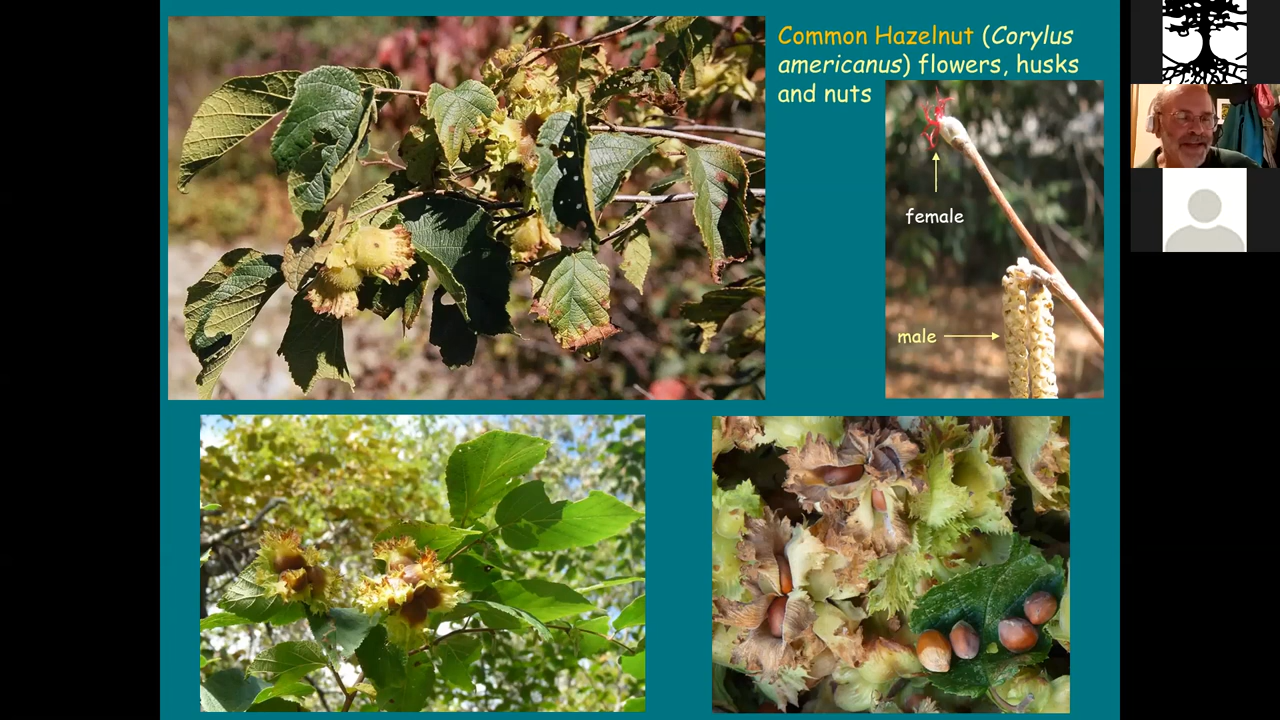 Common Hazelnut (Corylus
americanus) flowers, husks
and nuts
female
male